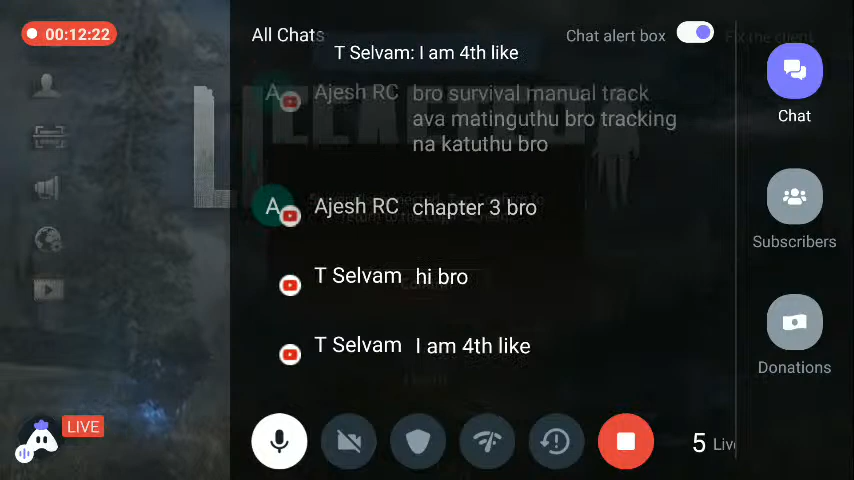 00:12:22
All Chats
Chat alert box
T Selvam: I am 4th like
Ajesh RC bro survival manual track
ava matinguthu bro tracking
na katuthu bro
Chat
Ajesh RC chapter 3 bro
Subscribers
T Selvam hi bro
T Selvam I am 4th like
Donations
LIVE
5 Live